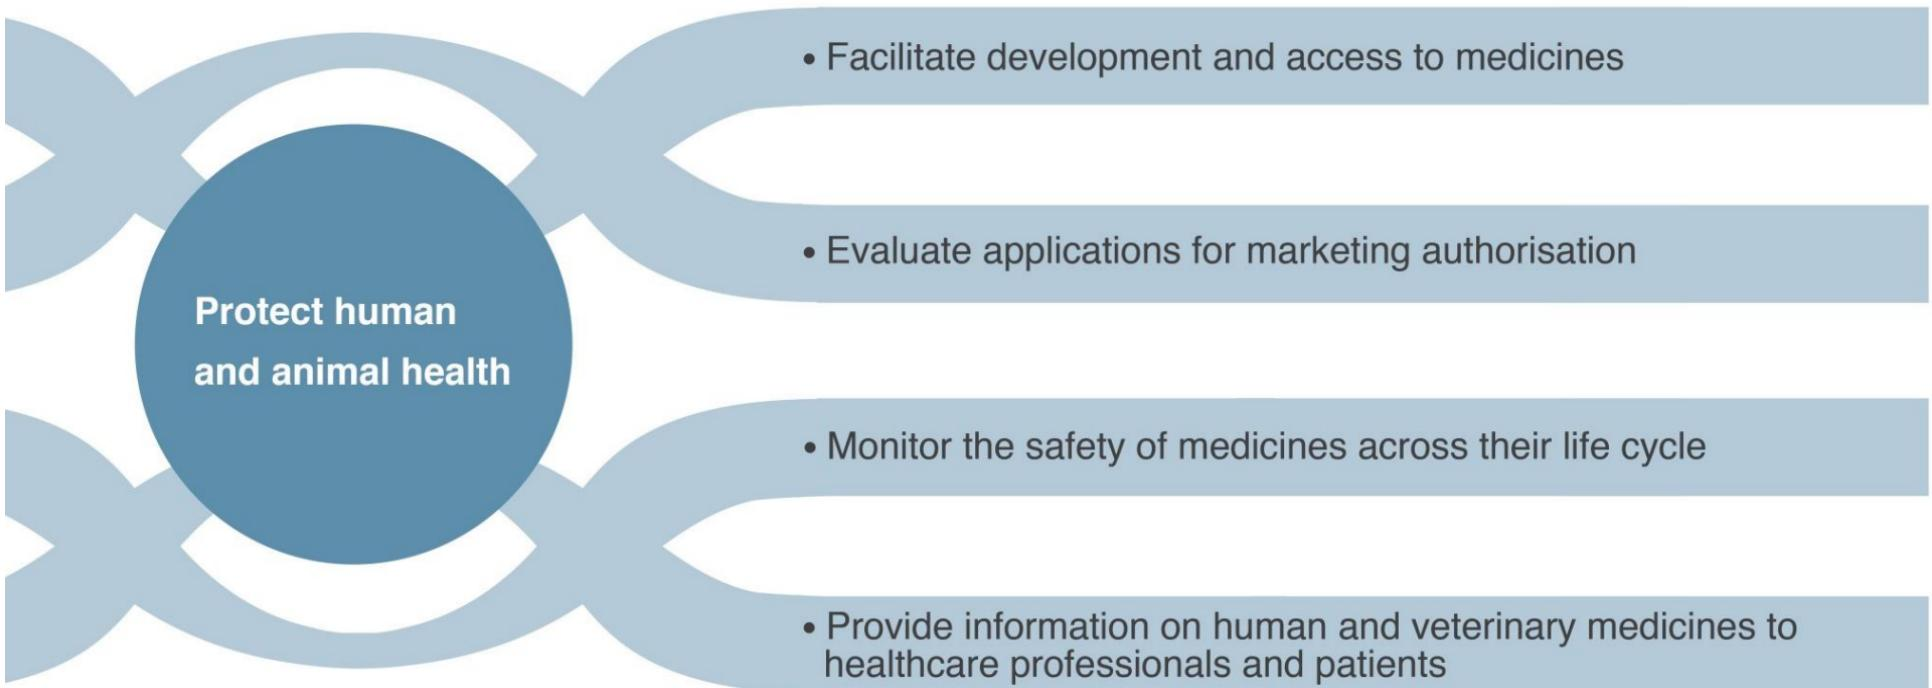 Protect human
and animal health
• Facilitate development and access to medicines
• Evaluate applications for marketing authorisation
• Monitor the safety of medicines across their life cycle
• Provide information on human and veterinary medicines to
healthcare professionals and patients